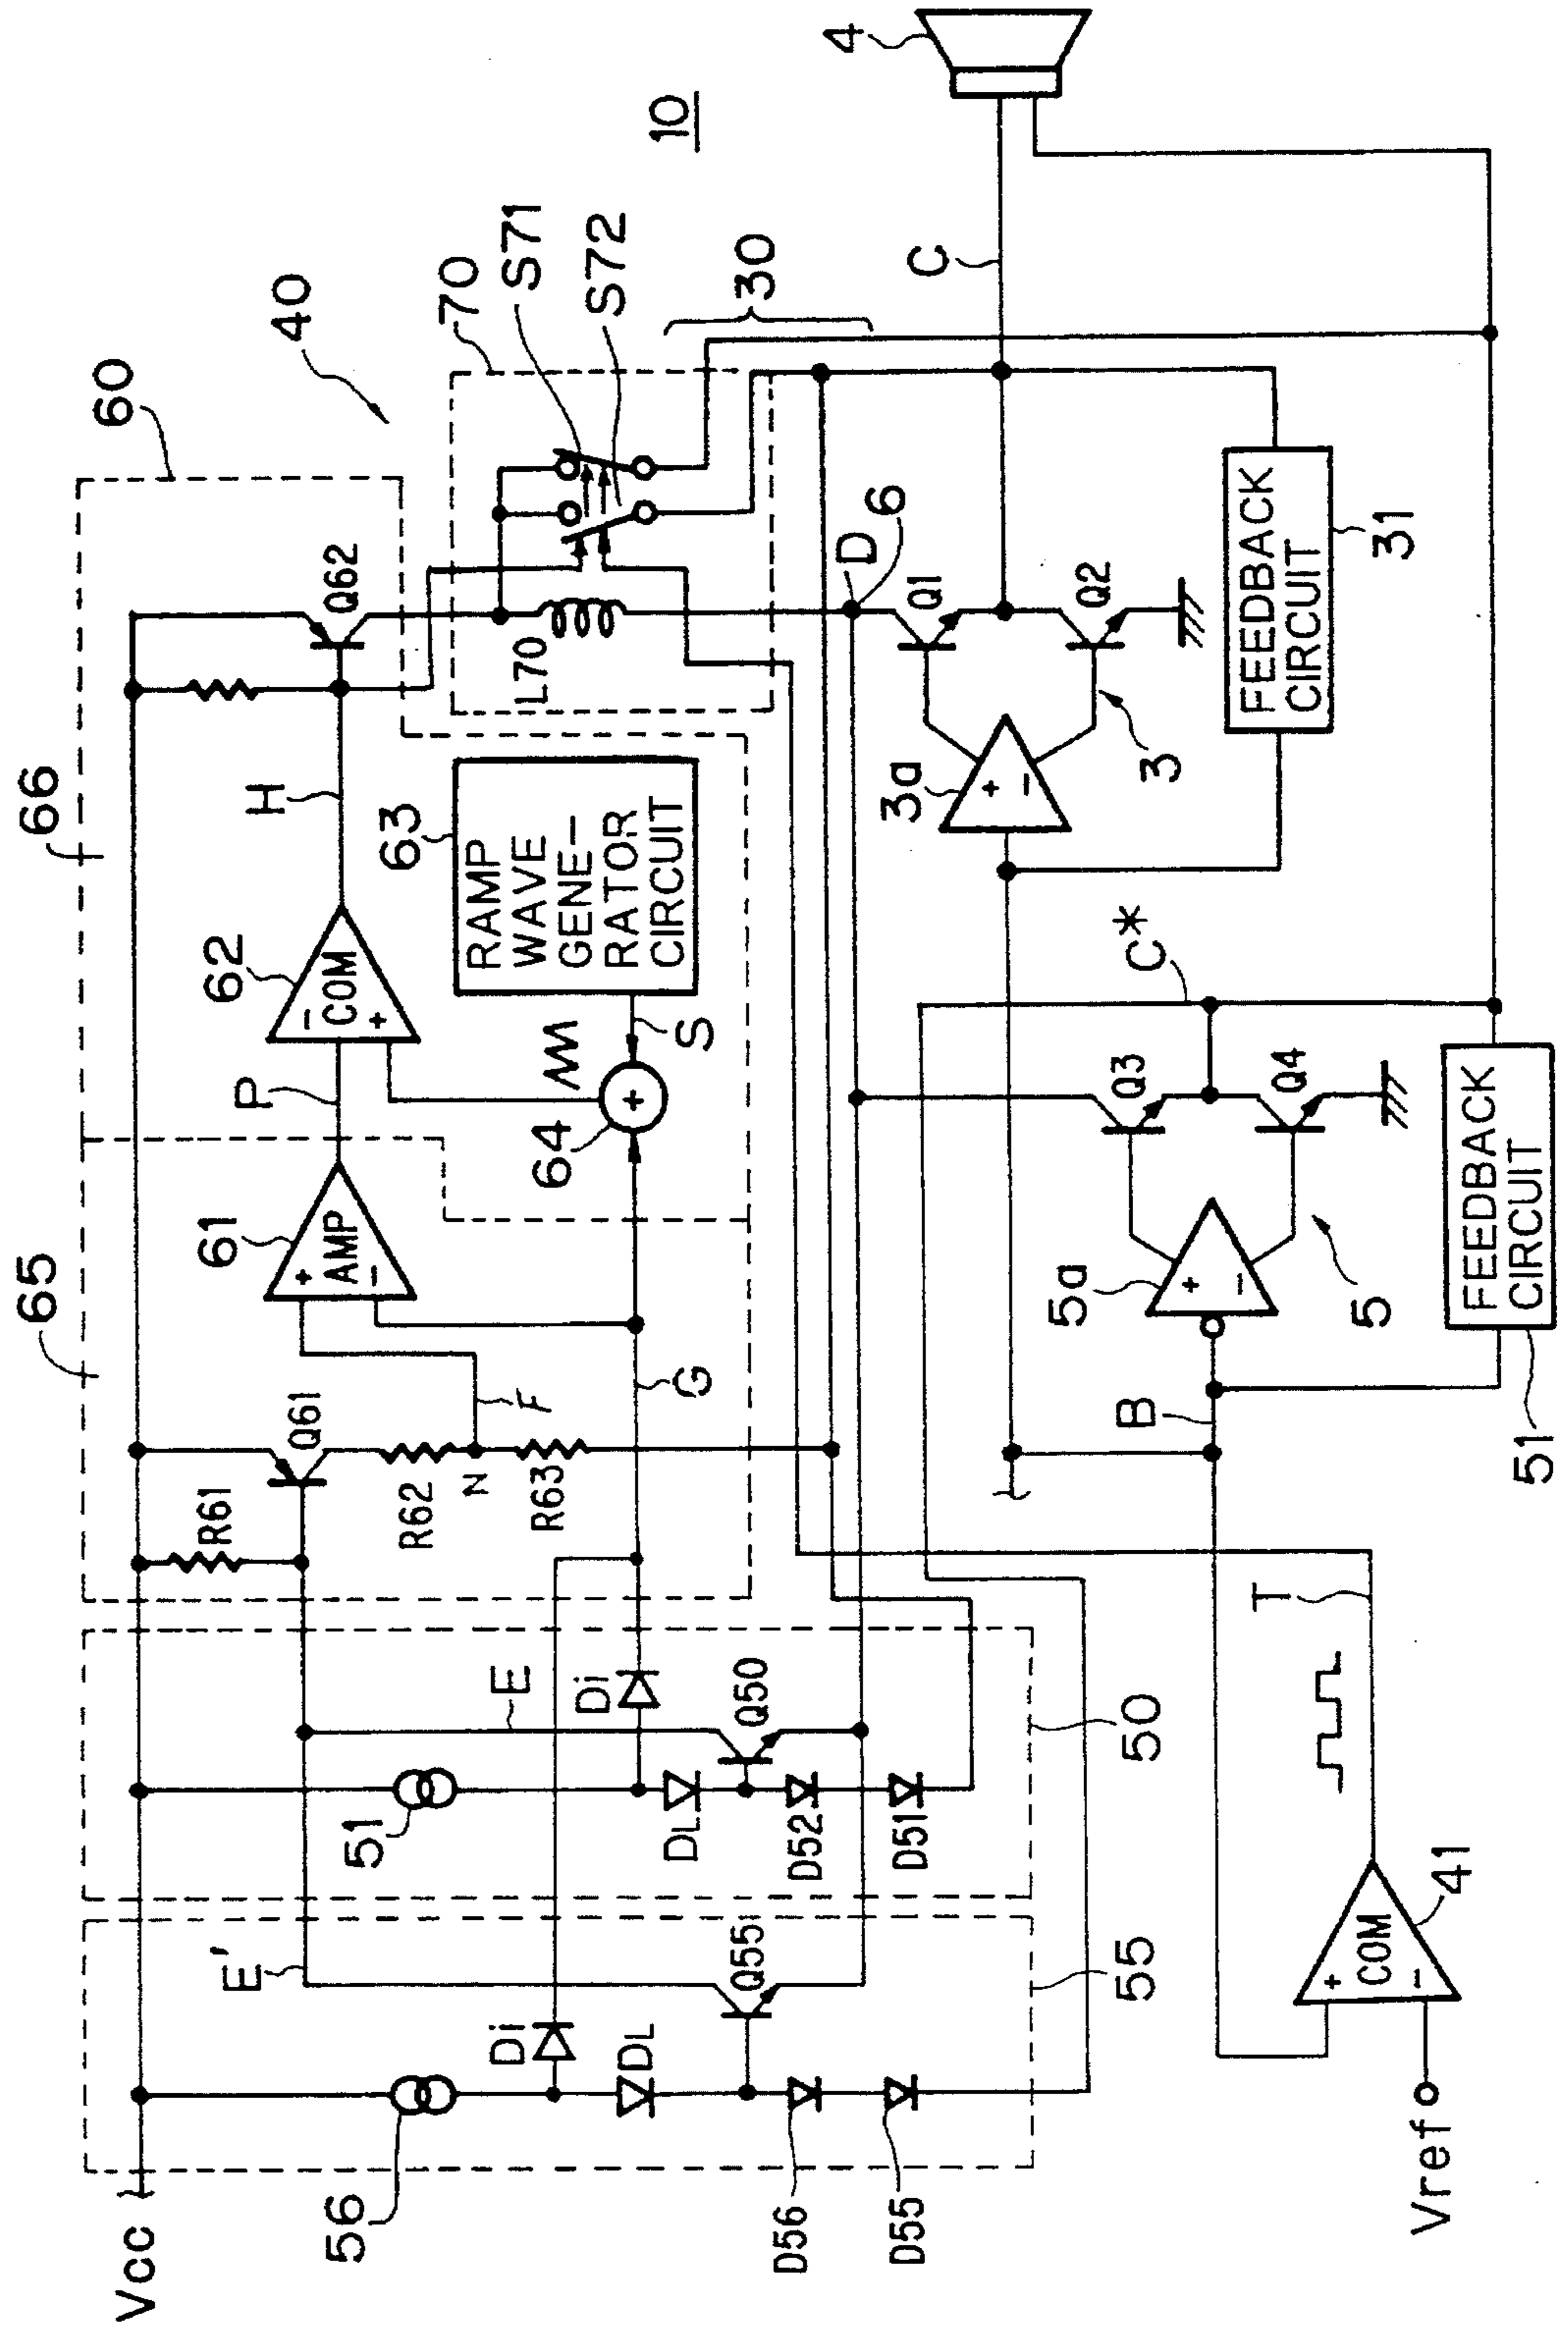 60
40
70
S71
S72
30
10
4
66
H
Q62
L70
C
D
6
Q1
Q2
3
3a
FEEDBACK
CIRCUIT
31
62
COM
−
+
P
63
RAMP
WAVE
GENE-
RATOR
CIRCUIT
S
64
+
C*
65
61
AMP
+
−
Q61
R61
R62
N
R63
F
G
Q3
Q4
5a
+
−
+
−
5
B
FEEDBACK
CIRCUIT
51
E
Di
Q50
51
DL
D52
D51
50
T
E'
Di
DL
Q55
55
56
D56
D55
Vcc
COM
+
−
41
Vref